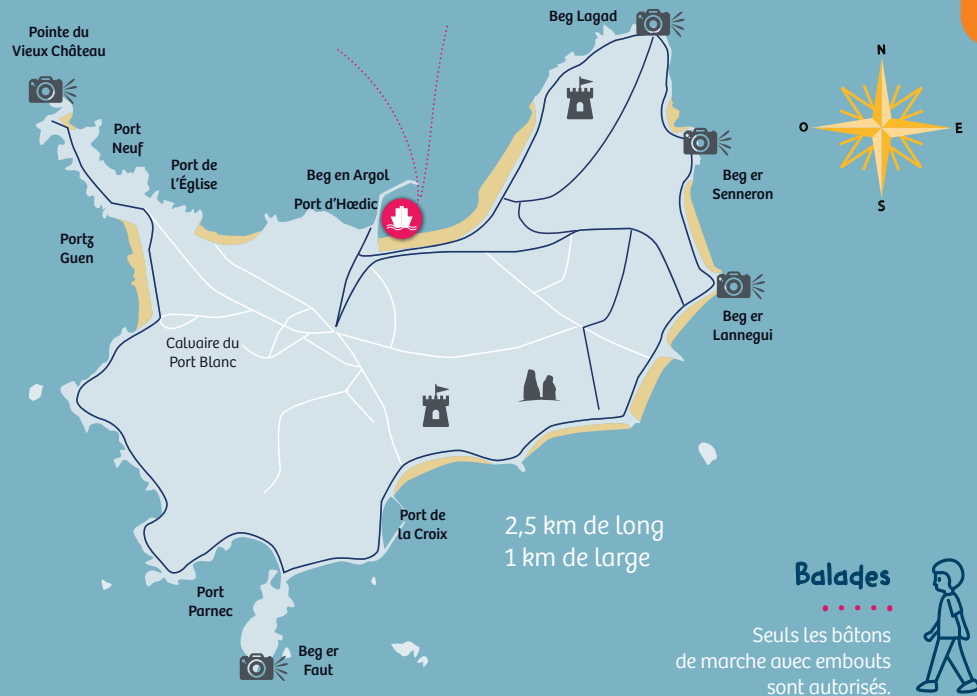 Beg Lagad
Pointe du
Vieux Château
N
O
E
S
Port
Neuf
Port de
l'Église
Beg en Argol
Port d'Hœdic
Beg er
Senneron
Portz
Guen
Beg er
Lannegui
Calvaire du
Port Blanc
Port de
la Croix
2,5 km de long
1 km de large
Port
Parnec
Beg er
Faut
Balades
Seuls les bâtons
de marche avec embouts
sont autorisés.